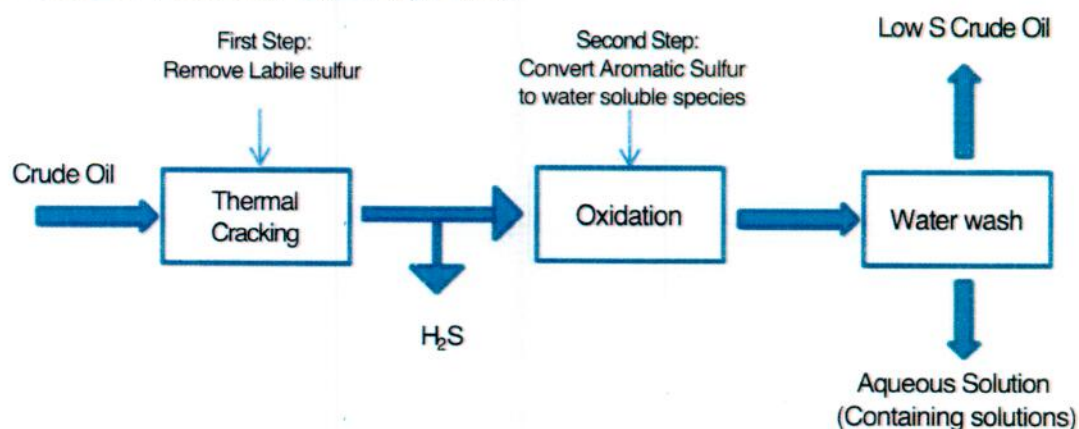 First Step:
Remove Labile sulfur
Second Step:
Convert Aromatic Sulfur
to water soluble species
Low S Crude Oil
Crude Oil
Thermal
Cracking
Oxidation
Water wash
H₂S
Aqueous Solution
(Containing solutions)